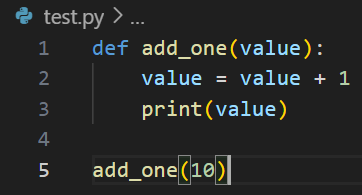 test.py > ...
1 def add_one(value):
2     value = value + 1
3     print(value)
4
5 add_one(10)